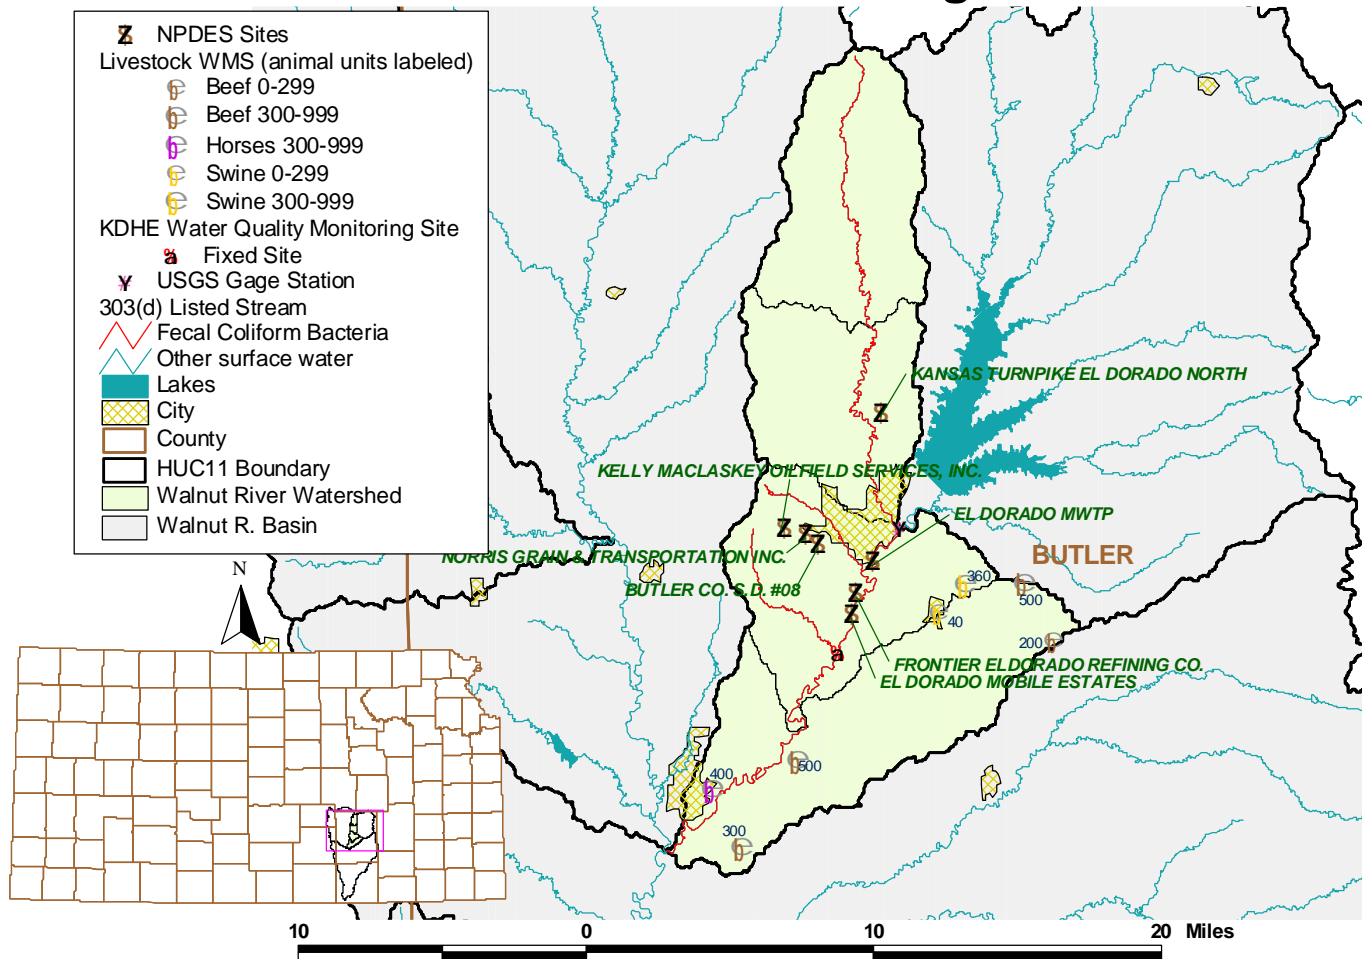 NPDES Sites
Livestock WMS (animal units labeled)
Beef 0-299
Beef 300-999
Horses 300-999
Swine 0-299
Swine 300-999
KDHE Water Quality Monitoring Site
Fixed Site
USGS Gage Station
303(d) Listed Stream
Fecal Coliform Bacteria
Other surface water
Lakes
City
County
HUC11 Boundary
Walnut River Watershed
Walnut R. Basin
KANSAS TURNPIKE EL DORADO NORTH
KELLY MACLASKEY OILFIELD SERVICES, INC.
EL DORADO MWTP
NORRIS GRAIN & TRANSPORTATION INC.
BUTLER
BUTLER CO. S.D. #08
360
500
40
200
FRONTIER EL DORADO REFINING CO.
EL DORADO MOBILE ESTATES
N
500
400
300
10 0 10 20 Miles